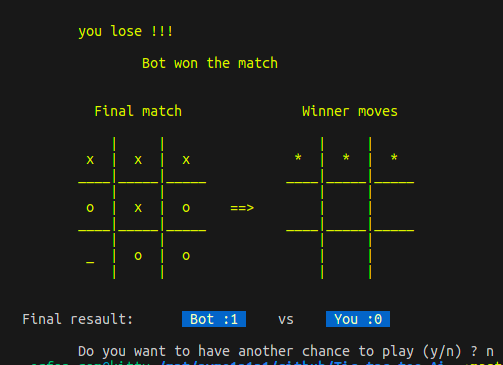 you lose !!!
Bot won the match
Final match Winner moves
x | x | x * | * | *
o | x | o ==> | |
_ | o | o | |
Final resault: Bot :1 vs You :0
Do you want to have another chance to play (y/n) ? n